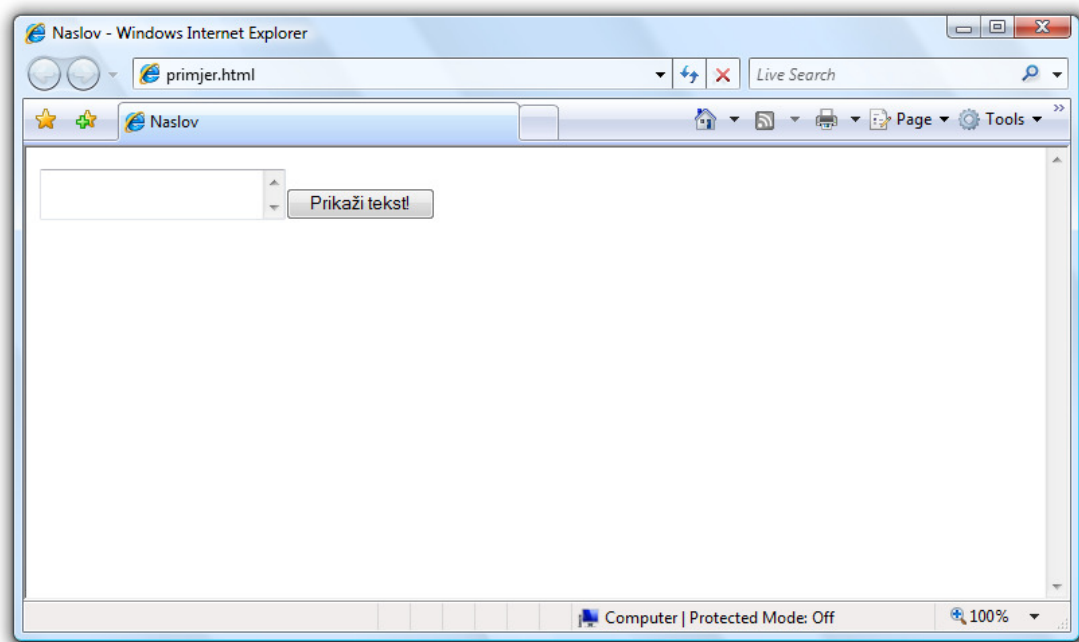 Naslov - Windows Internet Explorer
primjer.html
Live Search
Naslov
Page
Tools
Prikaži tekst!
Computer | Protected Mode: Off
100%